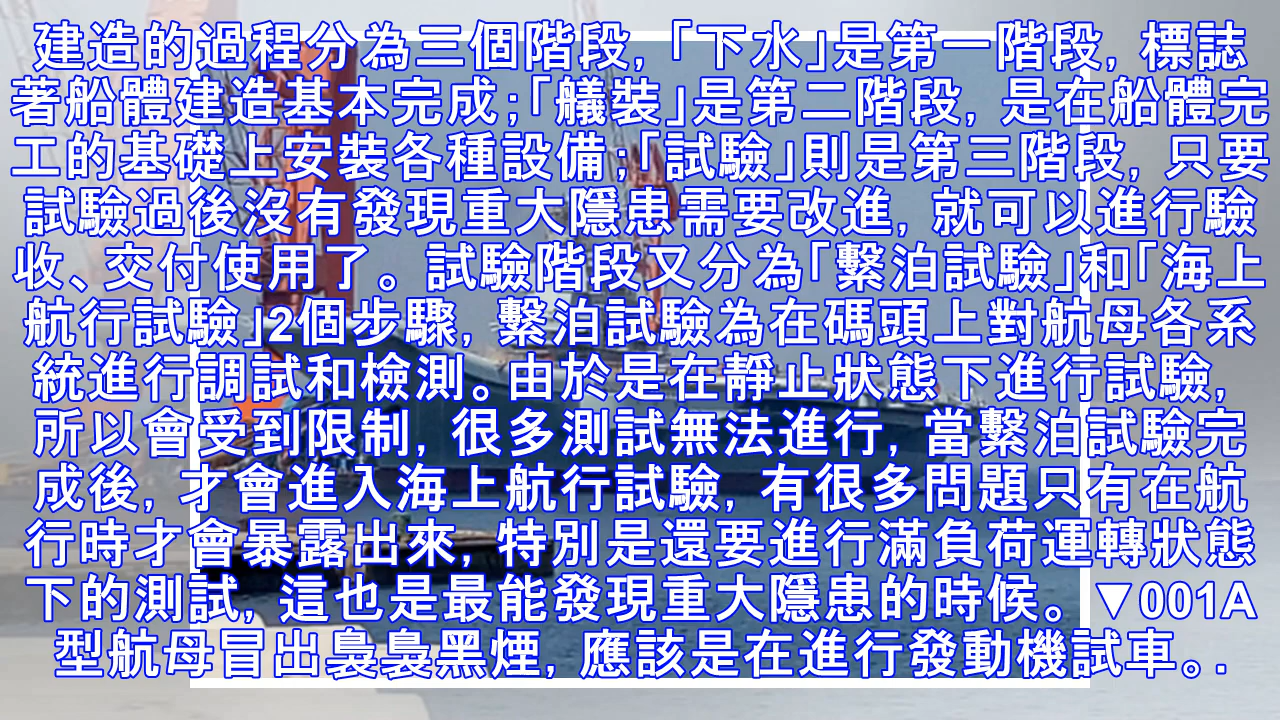 建造的過程分為三個階段,「下水」是第一階段, 標誌
著船體建造基本完成;「艤裝」是第二階段, 是在船體完
工的基礎上安裝各種設備;「試驗」則是第三階段, 只要
試驗過後沒有發現重大隱患需要改進, 就可以進行驗
收、交付使用了。試驗階段又分為「繫泊試驗」和「海上
航行試驗」2個步驟, 繫泊試驗為在碼頭上對航母各系
統進行調試和檢測。由於是在靜止狀態下進行試驗,
所以會受到限制, 很多測試無法進行, 當繫泊試驗完
成後, 才會進入海上航行試驗, 有很多問題只有在航
行時才會暴露出來, 特別是還要進行滿負荷運轉狀態
下的測試, 這也是最能發現重大隱患的時候。▼001A
型航母冒出裊裊黑煙, 應該是在進行發動機試車。.